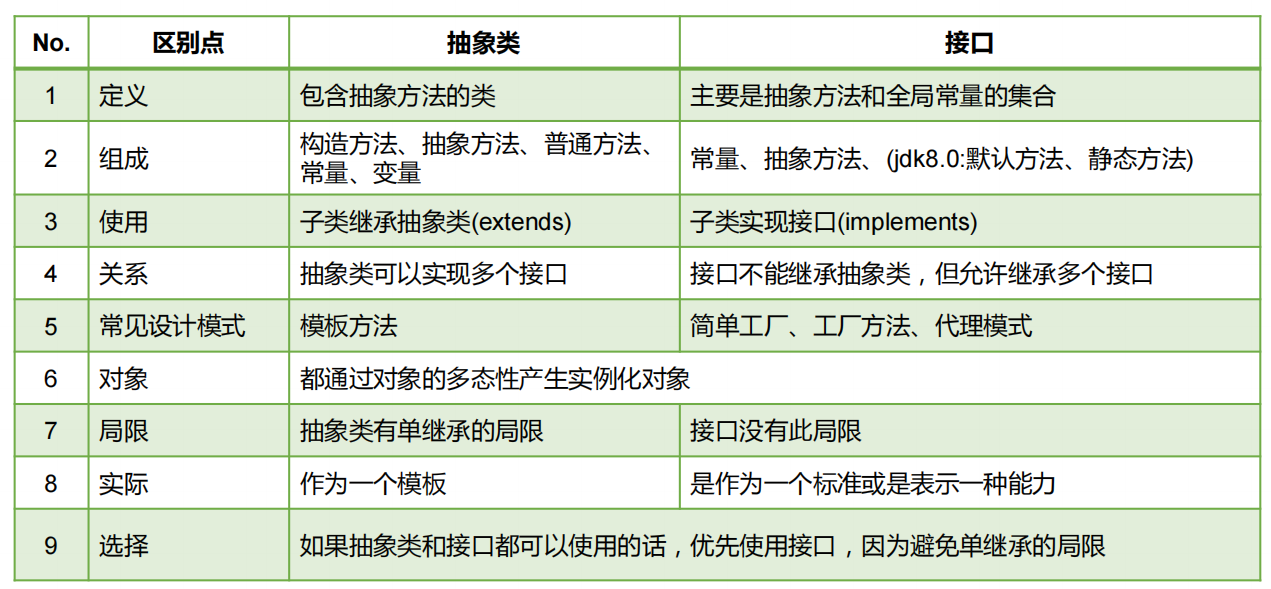 No. 区别点 抽象类 接口
1 定义 包含抽象方法的类 主要是抽象方法和全局常量的集合
2 组成 构造方法、抽象方法、普通方法、常量、变量 常量、抽象方法、(jdk8.0:默认方法、静态方法)
3 使用 子类继承抽象类(extends) 子类实现接口(implements)
4 关系 抽象类可以实现多个接口 接口不能继承抽象类，但允许继承多个接口
5 常见设计模式 模板方法 简单工厂、工厂方法、代理模式
6 对象 都通过对象的多态性产生实例化对象
7 局限 抽象类有单继承的局限 接口没有此局限
8 实际 作为一个模板 是作为一个标准或是表示一种能力
9 选择 如果抽象类和接口都可以使用的话，优先使用接口，因为避免单继承的局限